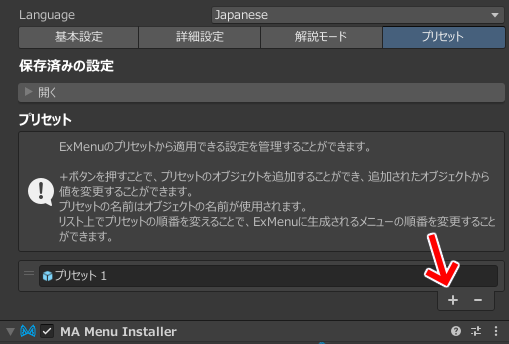 Language
Japanese
基本設定
詳細設定
解説モード
プリセット
保存済みの設定
開く
プリセット
ExMenuのプリセットから適用できる設定を管理することができます。
+ボタンを押すことで、プリセットのオブジェクトを追加することができ、追加されたオブジェクトから
値を変更することができます。
プリセットの名前はオブジェクトの名前が使用されます。
リスト上でプリセットの順番を変えることで、ExMenuに生成されるメニューの順番を変更すること
ができます。
プリセット 1
MA Menu Installer